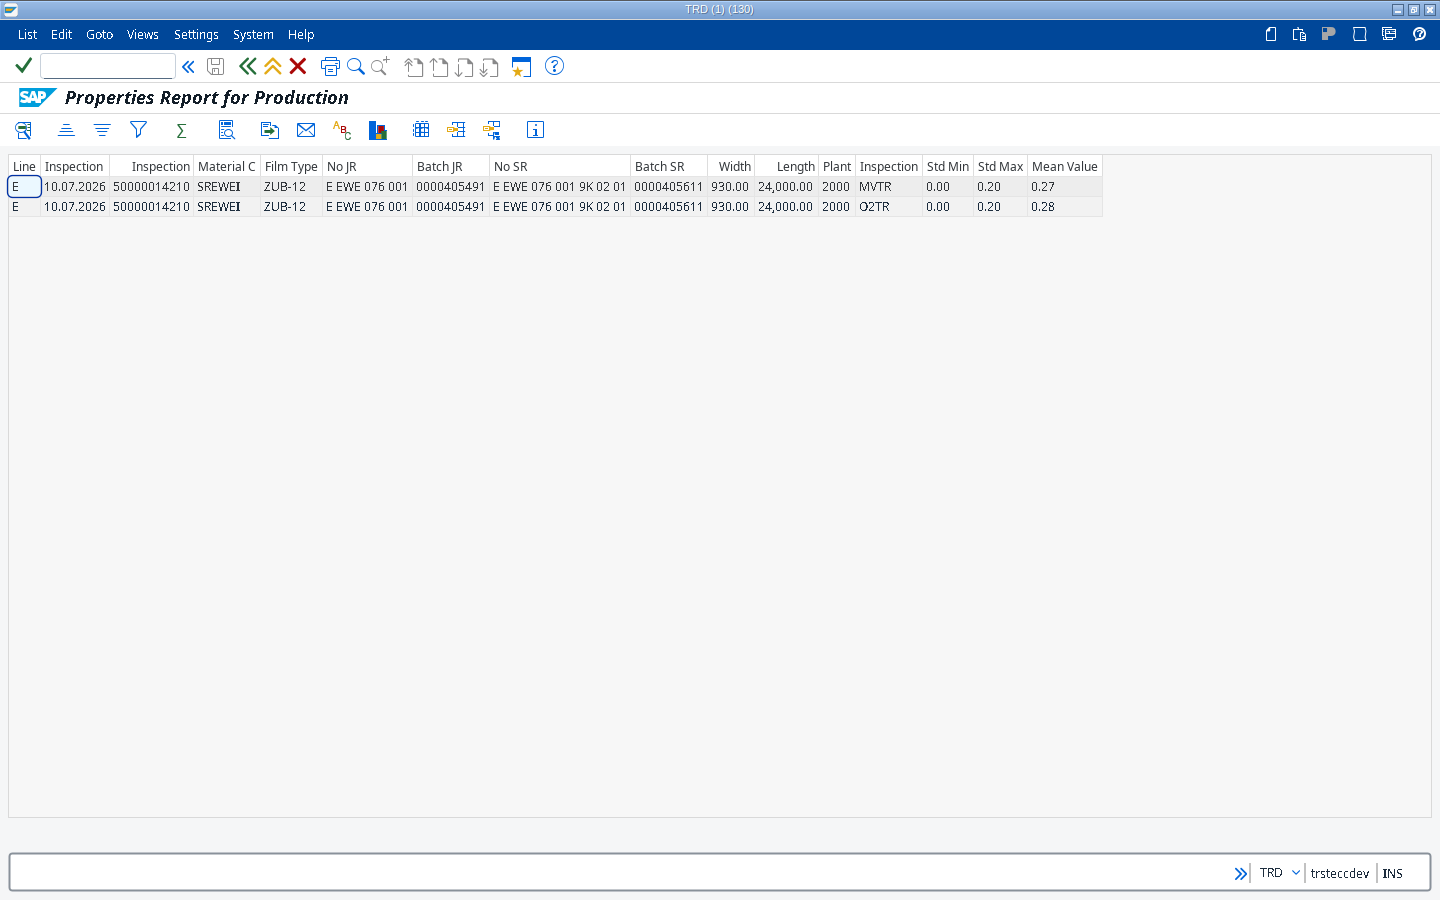 TRD (1) (130)
List Edit Goto Views Settings System Help
SAP Properties Report for Production
Line Inspection Inspection Material C Film Type No JR Batch JR No SR Batch SR Width Length Plant Inspection Std Min Std Max Mean Value
E 10.07.2026 50000014210 SREWEI ZUB-12 E EWE 076 001 0000405491 E EWE 076 001 9K 02 01 0000405611 930.00 24,000.00 2000 MVTR 0.00 0.20 0.27
E 10.07.2026 50000014210 SREWEI ZUB-12 E EWE 076 001 0000405491 E EWE 076 001 9K 02 01 0000405611 930.00 24,000.00 2000 O2TR 0.00 0.20 0.28
TRD trsteccdev INS